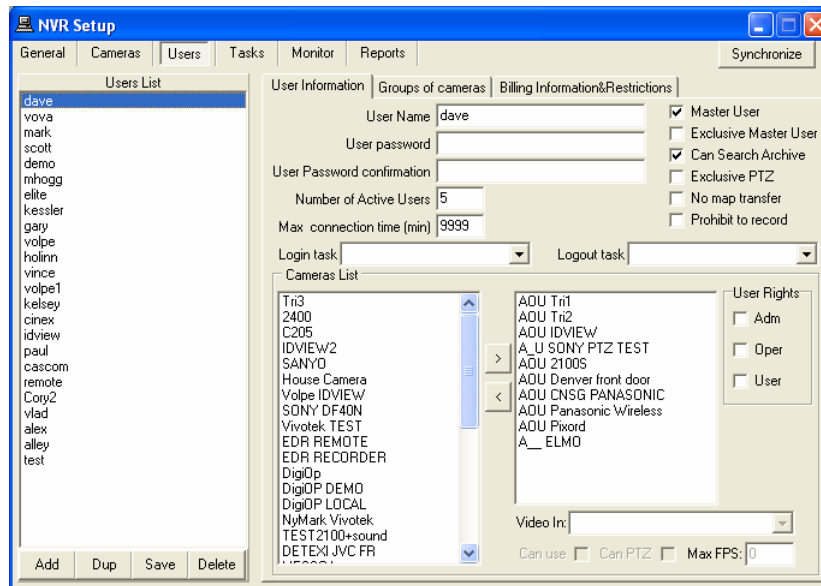 NVR Setup
General Cameras Users Tasks Monitor Reports Synchronize
Users List
dave
vova
mark
scott
demo
mhogg
elite
kessler
gary
volpe
holinn
vince
volpe1
kelsey
cinex
idview
paul
cascom
remote
Cory2
vlad
alex
alley
test
Add Dup Save Delete
User Information Groups of cameras Billing Information&Restrictions
User Name dave
User password
User Password confirmation
Number of Active Users 5
Max connection time (min) 9999
Master User
Exclusive Master User
Can Search Archive
Exclusive PTZ
No map transfer
Prohibit to record
Login task Logout task
Cameras List
Tri3
2400
C205
IDVIEW2
SANYO
House Camera
Volpe IDVIEW
SONY DF40N
Vivotek TEST
EDR REMOTE
EDR RECORDER
DigiOp
DigiOP DEMO
DigiOP LOCAL
NyMark Vivotek
TEST2100+sound
DETEXI JVC FR
>
<
AOU Tri1
AOU Tri2
AOU IDVIEW
A_U SONY PTZ TEST
AOU 2100S
AOU Denver front door
AOU CNSG PANASONIC
AOU Panasonic Wireless
AOU Pixord
A__ ELMO
User Rights
Adm
Oper
User
Video In:
Can use Can PTZ Max FPS: 0